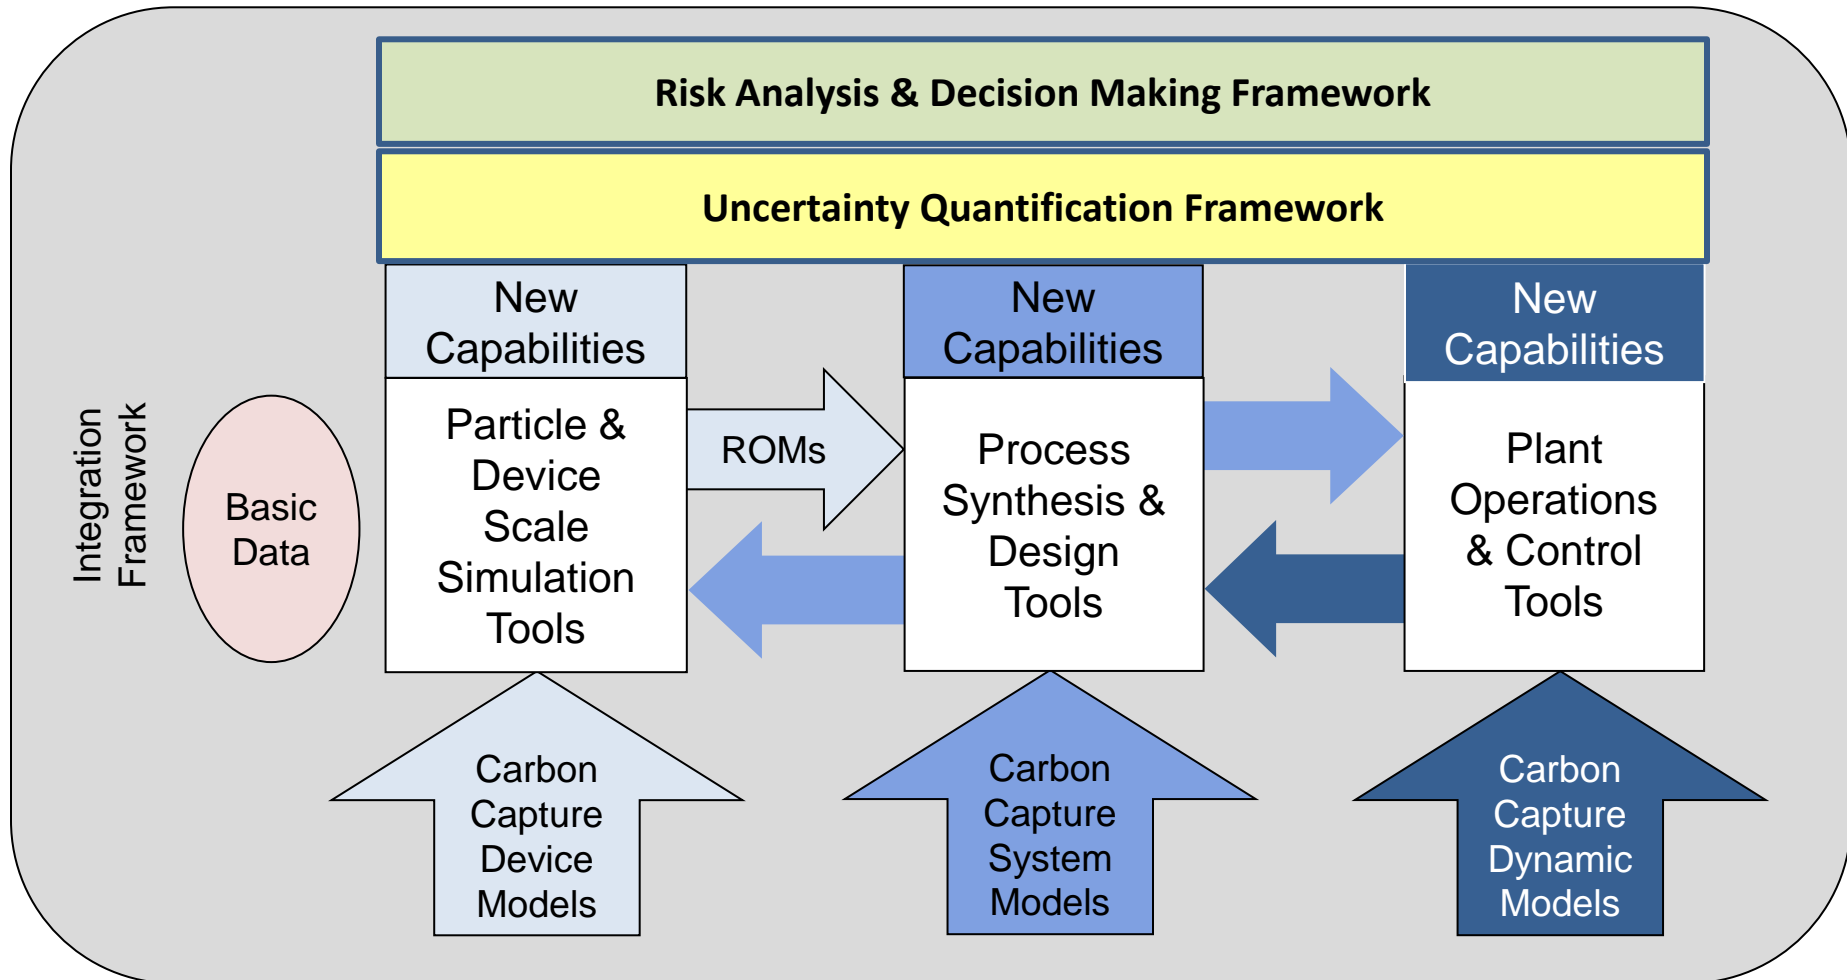 Risk Analysis & Decision Making Framework
Uncertainty Quantification Framework
New
Capabilities
New
Capabilities
New
Capabilities
Integration
Framework
Basic
Data
Particle &
Device
Scale
Simulation
Tools
ROMs
Process
Synthesis &
Design
Tools
Plant
Operations
& Control
Tools
Carbon
Capture
Device
Models
Carbon
Capture
System
Models
Carbon
Capture
Dynamic
Models